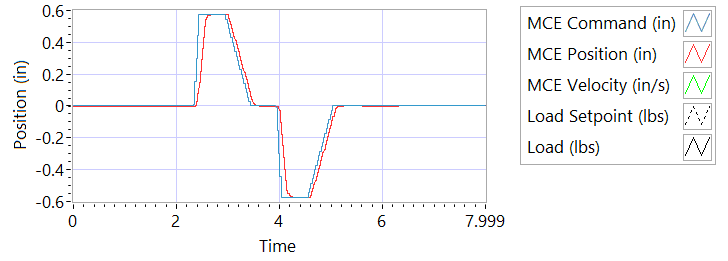 0.6
0.4
0.2
0
-0.2
-0.4
-0.6
Position (in)
0
2
4
6
7.999
Time
MCE Command (in)
MCE Position (in)
MCE Velocity (in/s)
Load Setpoint (lbs)
Load (lbs)